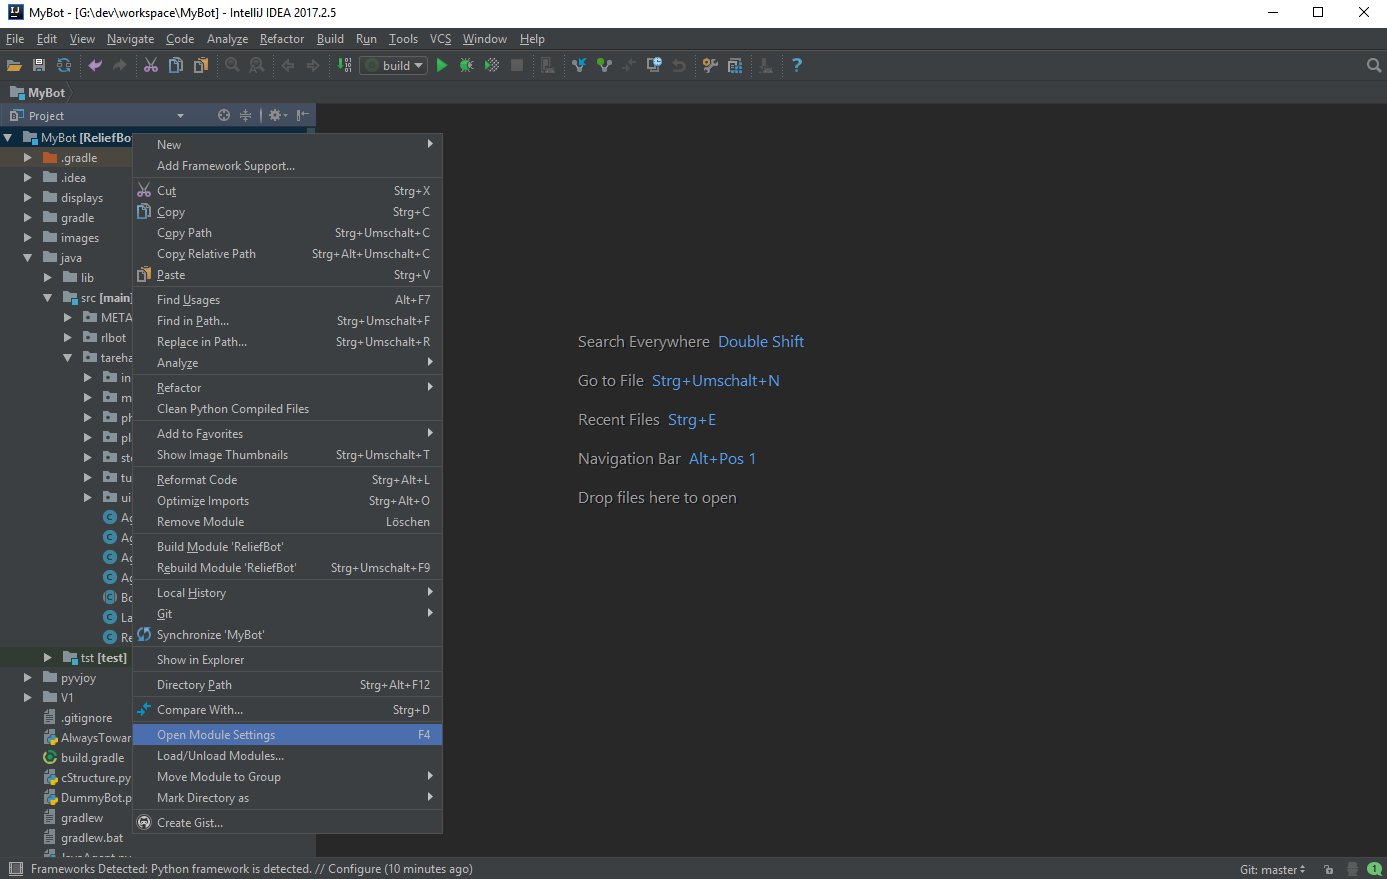 MyBot - [G:\dev\workspace\MyBot] - IntelliJ IDEA 2017.2.5
File Edit View Navigate Code Analyze Refactor Build Run Tools VCS Window Help
build
MyBot
Project
MyBot [ReliefBo
.gradle
.idea
displays
gradle
images
java
lib
src [main]
META
rlbot
tareha
in
m
ph
pl
ste
tu
ui
Ag
Ag
Ag
Ag
Bo
La
Re
tst [test]
pyvjoy
V1
.gitignore
AlwaysTowar
build.gradle
cStructure.py
DummyBot.p
gradlew
gradlew.bat
JavaAgent.py
New
Add Framework Support...
Cut Strg+X
Copy Strg+C
Copy Path Strg+Umschalt+C
Copy Relative Path Strg+Alt+Umschalt+C
Paste Strg+V
Find Usages Alt+F7
Find in Path... Strg+Umschalt+F
Replace in Path... Strg+Umschalt+R
Analyze
Refactor
Clean Python Compiled Files
Add to Favorites
Show Image Thumbnails Strg+Umschalt+T
Reformat Code Strg+Alt+L
Optimize Imports Strg+Alt+O
Remove Module Löschen
Build Module 'ReliefBot'
Rebuild Module 'ReliefBot' Strg+Umschalt+F9
Local History
Git
Synchronize 'MyBot'
Show in Explorer
Directory Path Strg+Alt+F12
Compare With... Strg+D
Open Module Settings F4
Load/Unload Modules...
Move Module to Group
Mark Directory as
Create Gist...
Search Everywhere Double Shift
Go to File Strg+Umschalt+N
Recent Files Strg+E
Navigation Bar Alt+Pos 1
Drop files here to open
Frameworks Detected: Python framework is detected. // Configure (10 minutes ago)
Git: master
1